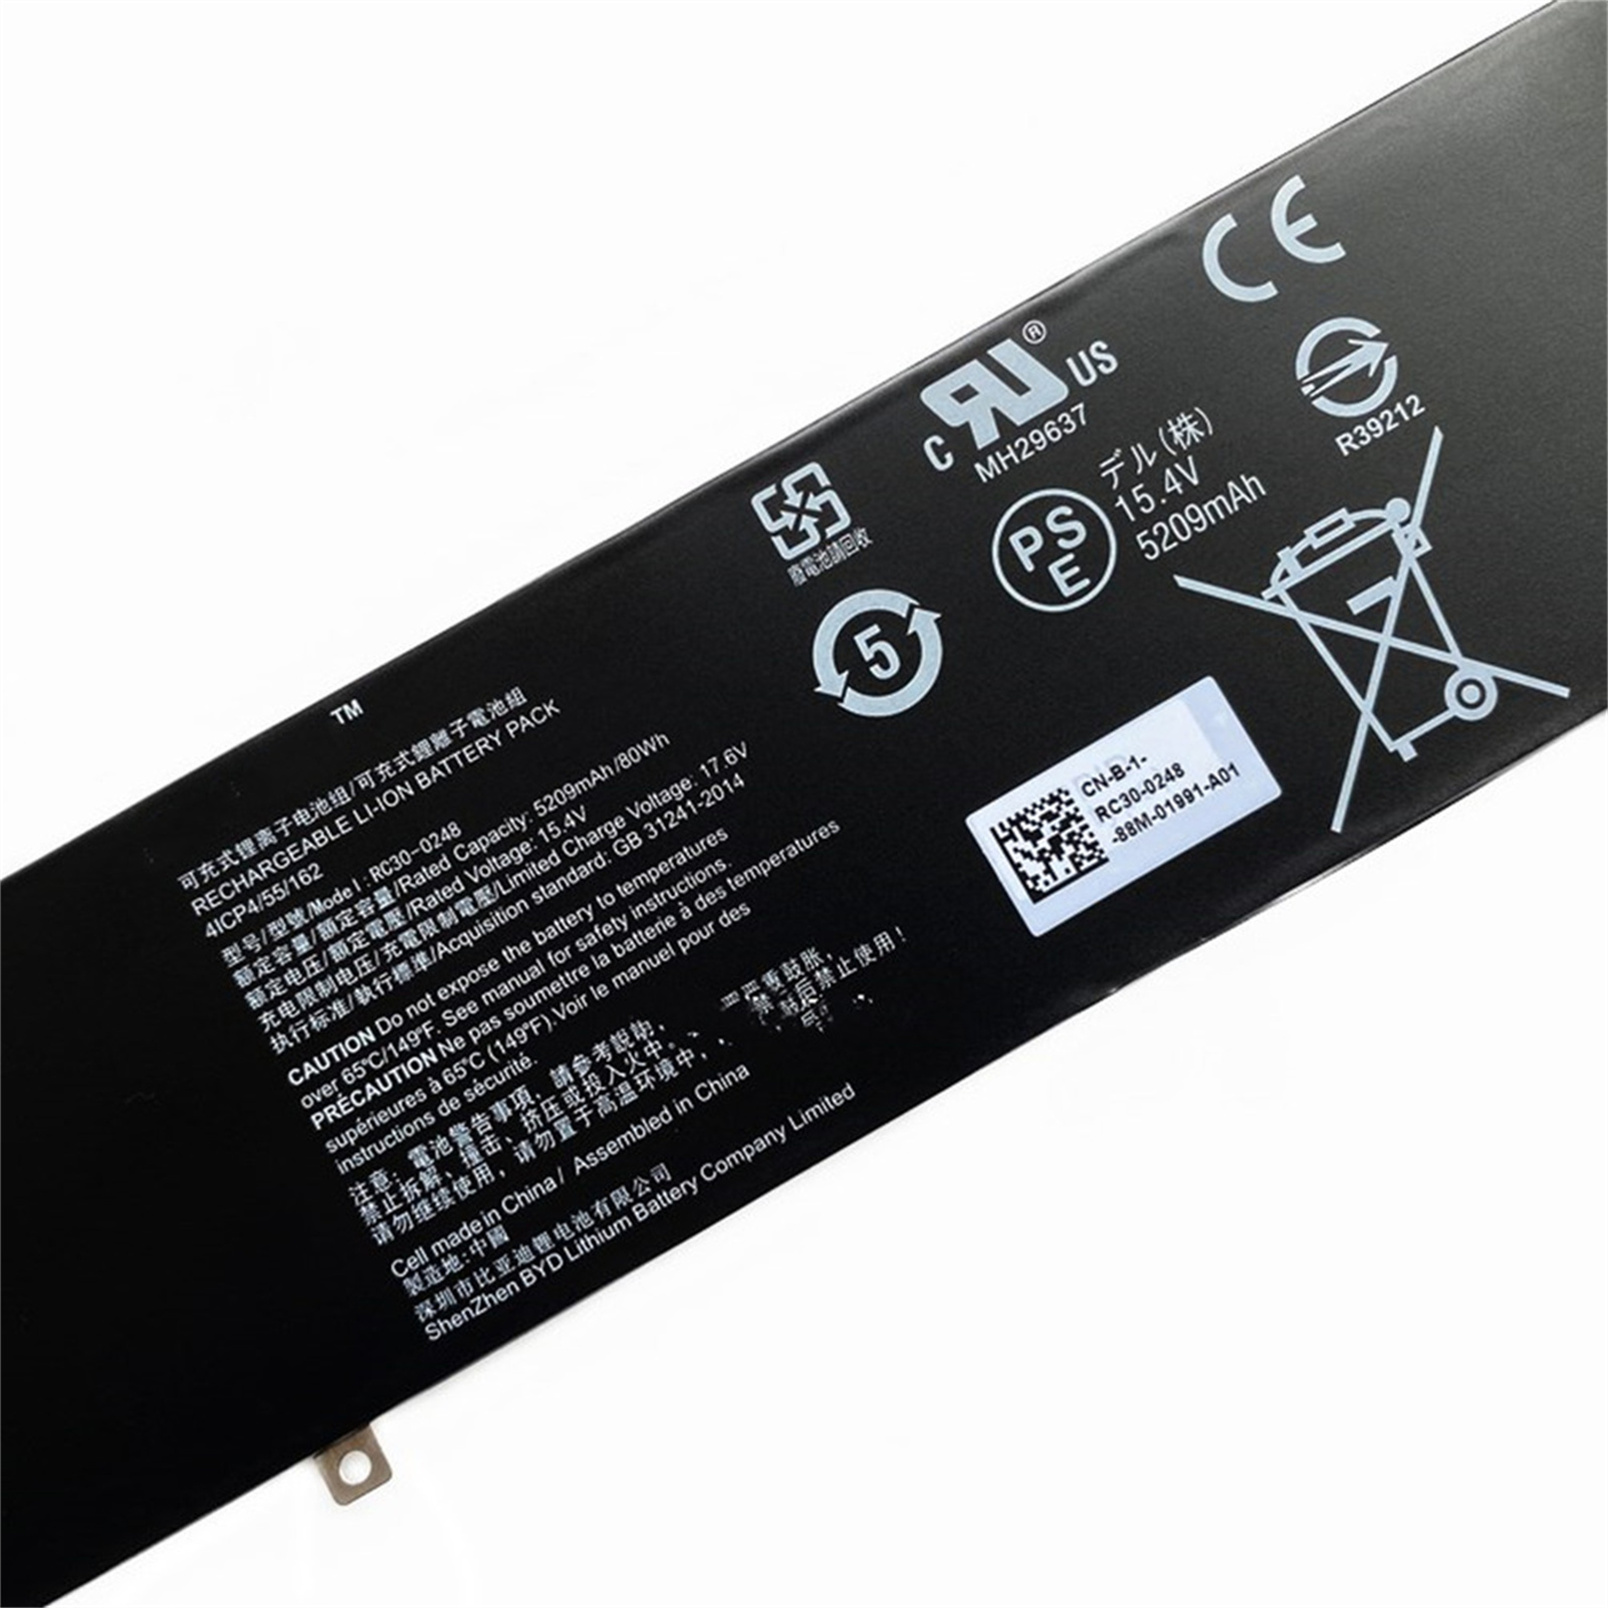 TM
可充式锂离子电池组/可充式鋰離子電池組
RECHARGEABLE LI-ION BATTERY PACK
4ICP4/55/162
型号/型號/Model: RC30-0248
额定容量/額定容量/Rated Capacity: 5209mAh/80Wh
额定电压/額定電壓/Rated Voltage: 15.4V
充电限制电压/充電限制電壓/Limited Charge Voltage: 17.6V
执行标准/執行標準/Acquisition standard: GB 31241-2014
CAUTION Do not expose the battery to temperatures
over 65°C/149°F. See manual for safety instructions.
PRÉCAUTION Ne pas soumettre la batterie à des temperatures
supérieures à 65°C (149°F). Voir le manuel pour des
instructions de sécurité.
注意: 電池警告事項, 請參考說
禁止拆解、撞击、挤压或投入火中。严重鼓胀,
请勿继续使用, 请勿置于高温环境中, 后禁止使用!
Cell made in China/ Assembled in China
製造地: 中國
深圳市比亚迪锂电池有限公司
ShenZhen BYD Lithium Battery Company Limited
廢電池請回收
5
C US ®
MH29637
PSE
デル(株)
15.4V
5209mAh
CE
R39212
CN-B-1-
RC30-0248
-88M-01991-A01